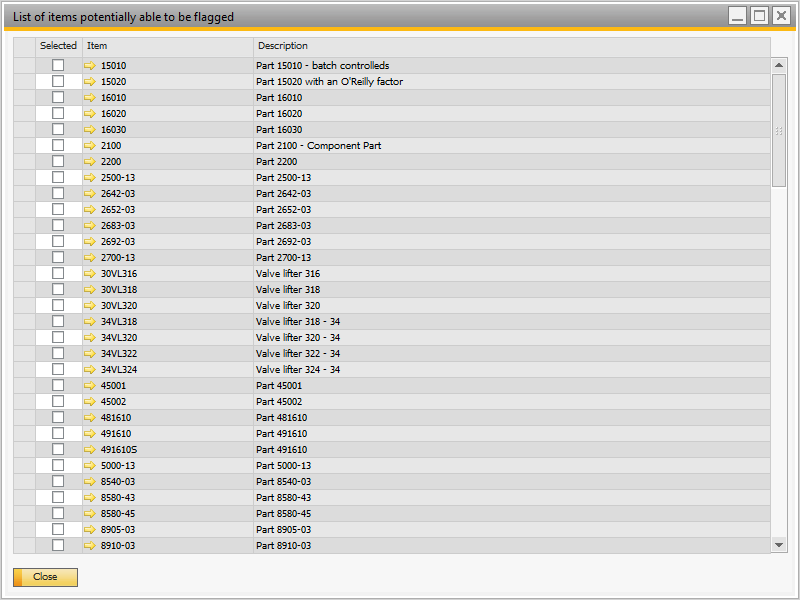 List of items potentially able to be flagged
Selected Item Description
15010 Part 15010 - batch controlleds
15020 Part 15020 with an O'Reilly factor
16010 Part 16010
16020 Part 16020
16030 Part 16030
2100 Part 2100 - Component Part
2200 Part 2200
2500-13 Part 2500-13
2642-03 Part 2642-03
2652-03 Part 2652-03
2683-03 Part 2683-03
2692-03 Part 2692-03
2700-13 Part 2700-13
30VL316 Valve lifter 316
30VL318 Valve lifter 318
30VL320 Valve lifter 320
34VL318 Valve lifter 318 - 34
34VL320 Valve lifter 320 - 34
34VL322 Valve lifter 322 - 34
34VL324 Valve lifter 324 - 34
45001 Part 45001
45002 Part 45002
481610 Part 481610
491610 Part 491610
491610S Part 491610
5000-13 Part 5000-13
8540-03 Part 8540-03
8580-43 Part 8580-43
8580-45 Part 8580-45
8905-03 Part 8905-03
8910-03 Part 8910-03
Close